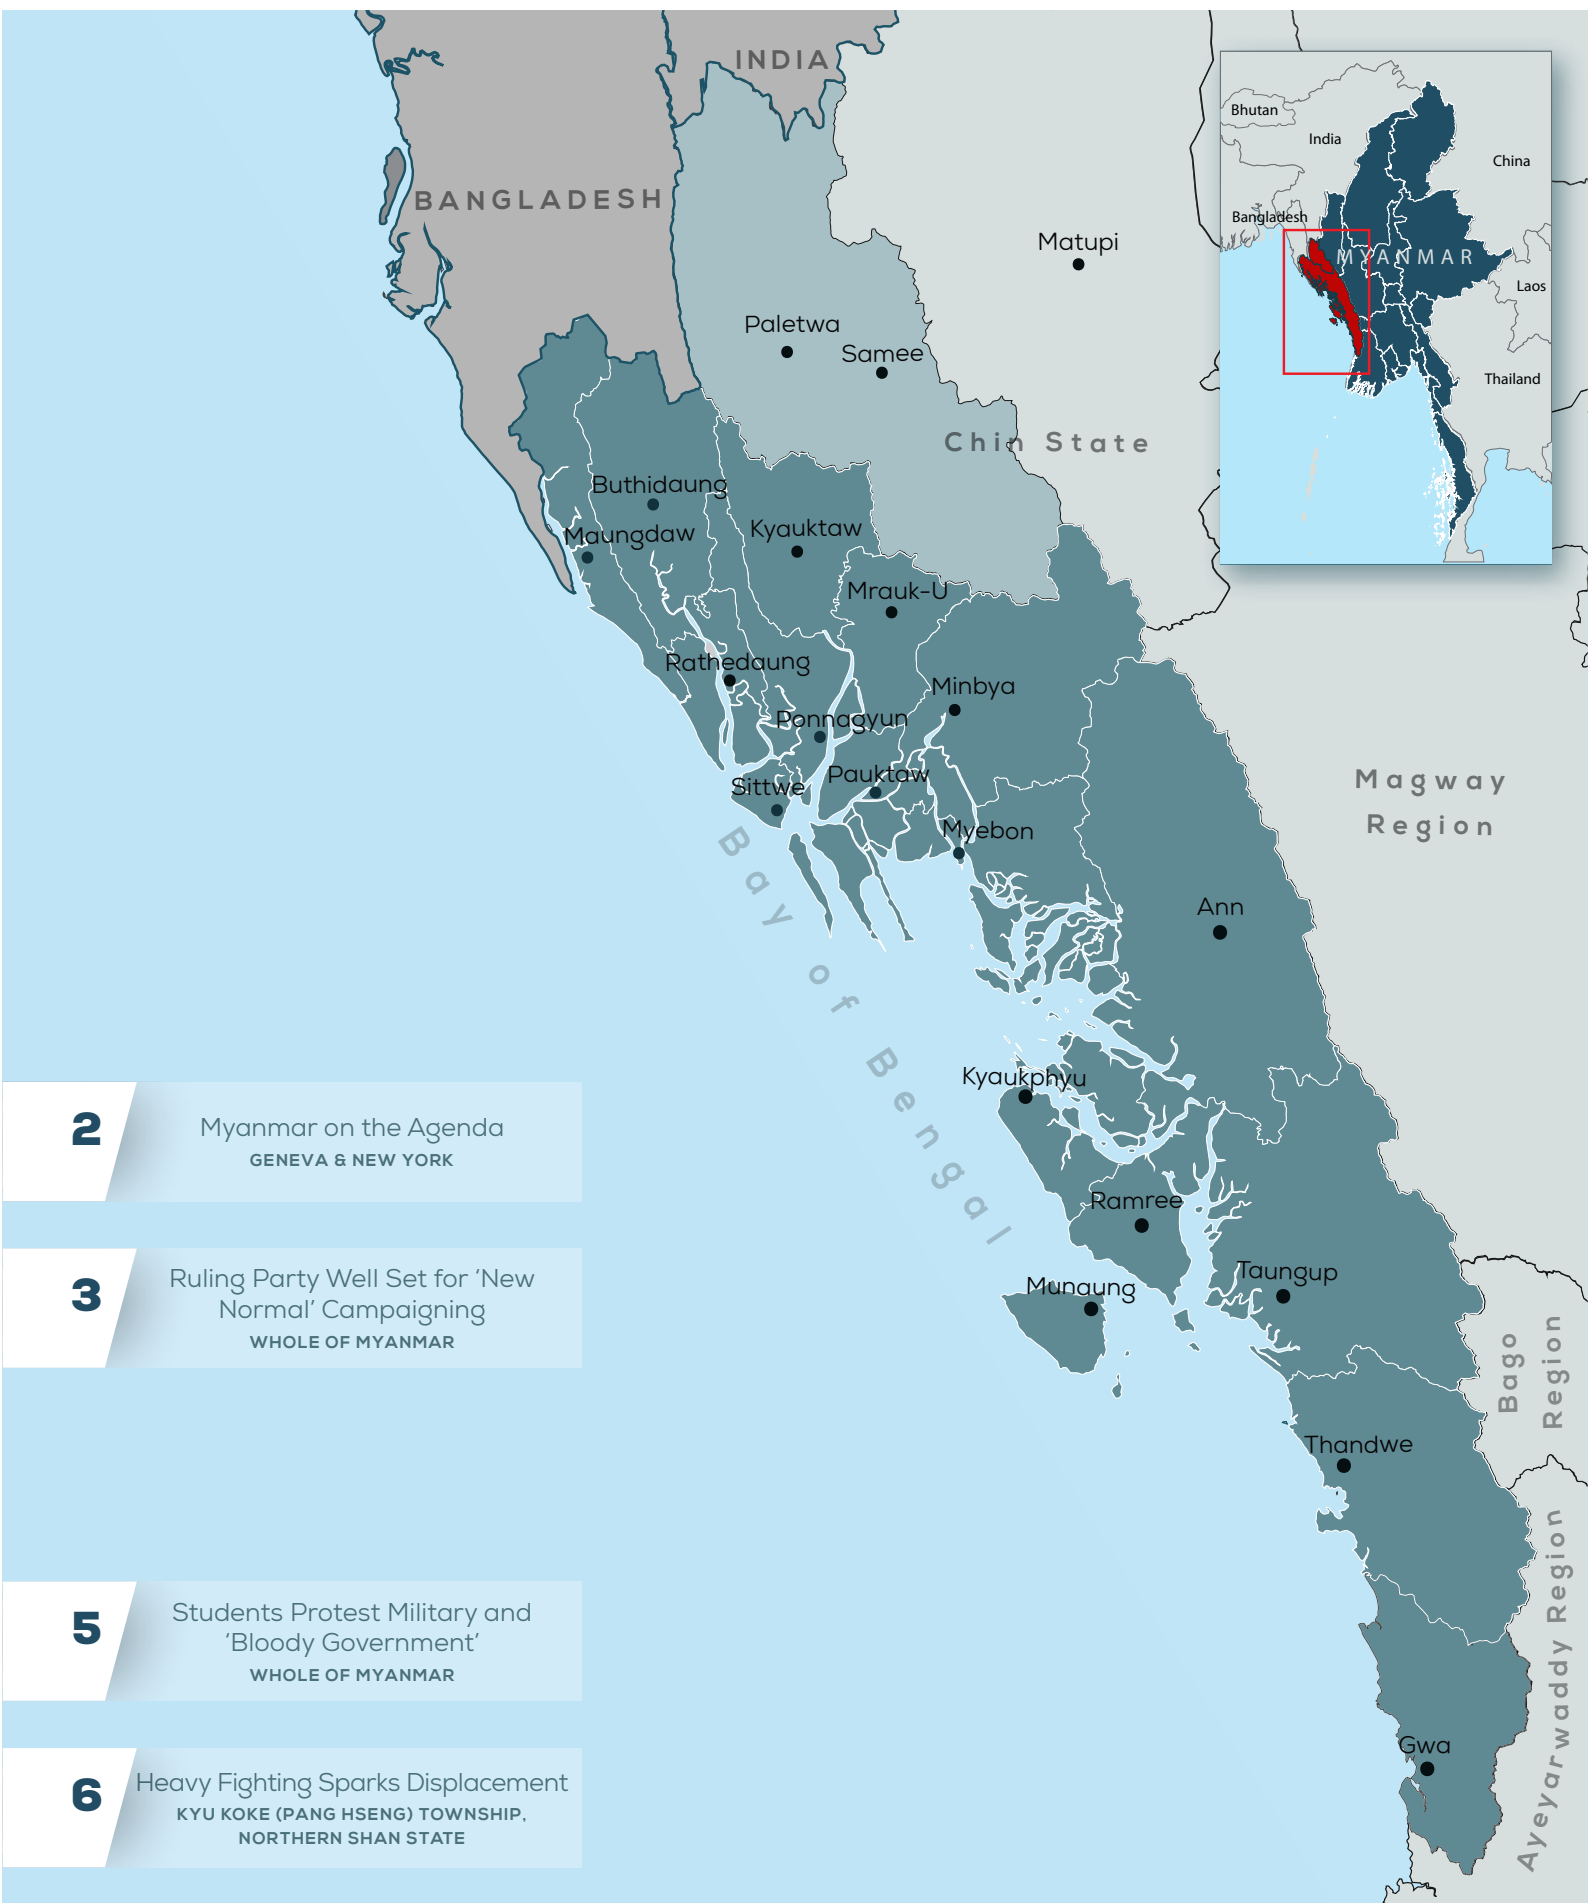 INDIA
BANGLADESH
Matupi
Paletwa
Samee
Chin State
Buthidaung
Maungdaw
Kyauktaw
Mrauk-U
Rathedaung
Minbya
Ponnagyun
Pauktaw
Sittwe
Myebon
Magway
Region
Ann
Bay of Bengal
Kyaukphyu
Ramree
Munaung
Taungup
Bago
Region
Thandwe
Ayeyarwaddy Region
Gwa
Bhutan
India
China
Bangladesh
MYANMAR
Laos
Thailand
2
Myanmar on the Agenda
GENEVA & NEW YORK
3
Ruling Party Well Set for ‘New
Normal’ Campaigning
WHOLE OF MYANMAR
5
Students Protest Military and
‘Bloody Government’
WHOLE OF MYANMAR
6
Heavy Fighting Sparks Displacement
KYU KOKE (PANG HSENG) TOWNSHIP,
NORTHERN SHAN STATE